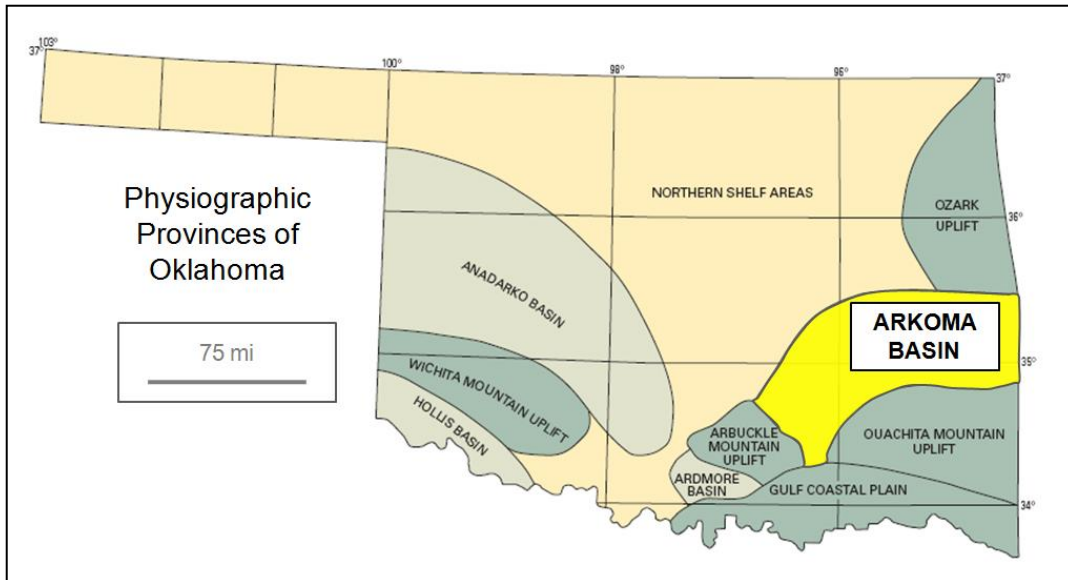 37° 103°
100°
98°
96°
37°
Physiographic
Provinces of
Oklahoma
NORTHERN SHELF AREAS
OZARK
UPLIFT
36°
ANADARKO BASIN
75 mi
ARKOMA
BASIN
35°
WICHITA MOUNTAIN UPLIFT
HOLLIS BASIN
ARBUCKLE
MOUNTAIN
UPLIFT
OUACHITA MOUNTAIN
UPLIFT
ARDMORE
BASIN
GULF COASTAL PLAIN
34°